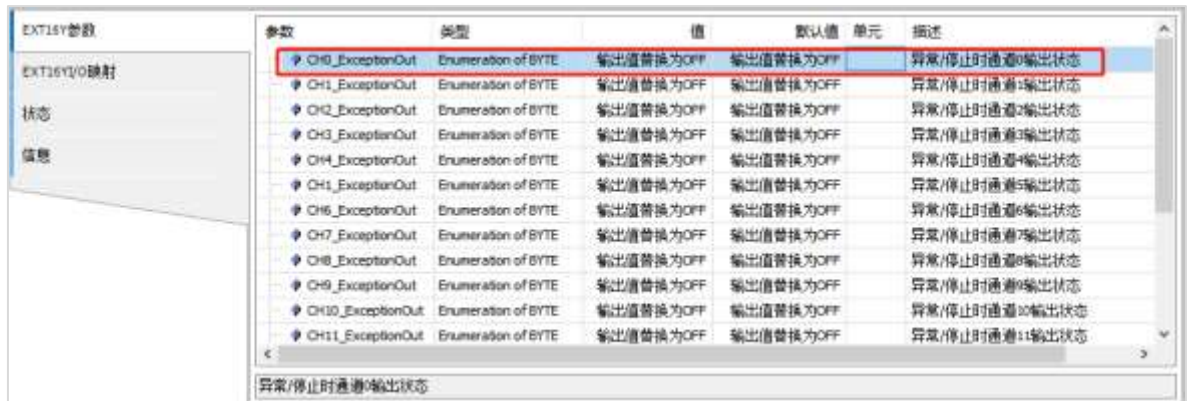 EXT16Y参数
EXT16YI/O映射
状态
信息
参数 类型 值 默认值 单元 描述
CH0_ExceptionOut Enumeration of BYTE 输出值替换为OFF 输出值替换为OFF 异常/停止时通道0输出状态
CH1_ExceptionOut Enumeration of BYTE 输出值替换为OFF 输出值替换为OFF 异常/停止时通道1输出状态
CH2_ExceptionOut Enumeration of BYTE 输出值替换为OFF 输出值替换为OFF 异常/停止时通道2输出状态
CH3_ExceptionOut Enumeration of BYTE 输出值替换为OFF 输出值替换为OFF 异常/停止时通道3输出状态
CH4_ExceptionOut Enumeration of BYTE 输出值替换为OFF 输出值替换为OFF 异常/停止时通道4输出状态
CH1_ExceptionOut Enumeration of BYTE 输出值替换为OFF 输出值替换为OFF 异常/停止时通道5输出状态
CH6_ExceptionOut Enumeration of BYTE 输出值替换为OFF 输出值替换为OFF 异常/停止时通道6输出状态
CH7_ExceptionOut Enumeration of BYTE 输出值替换为OFF 输出值替换为OFF 异常/停止时通道7输出状态
CH8_ExceptionOut Enumeration of BYTE 输出值替换为OFF 输出值替换为OFF 异常/停止时通道8输出状态
CH9_ExceptionOut Enumeration of BYTE 输出值替换为OFF 输出值替换为OFF 异常/停止时通道9输出状态
CH10_ExceptionOut Enumeration of BYTE 输出值替换为OFF 输出值替换为OFF 异常/停止时通道10输出状态
CH11_ExceptionOut Enumeration of BYTE 输出值替换为OFF 输出值替换为OFF 异常/停止时通道11输出状态
异常/停止时通道0输出状态